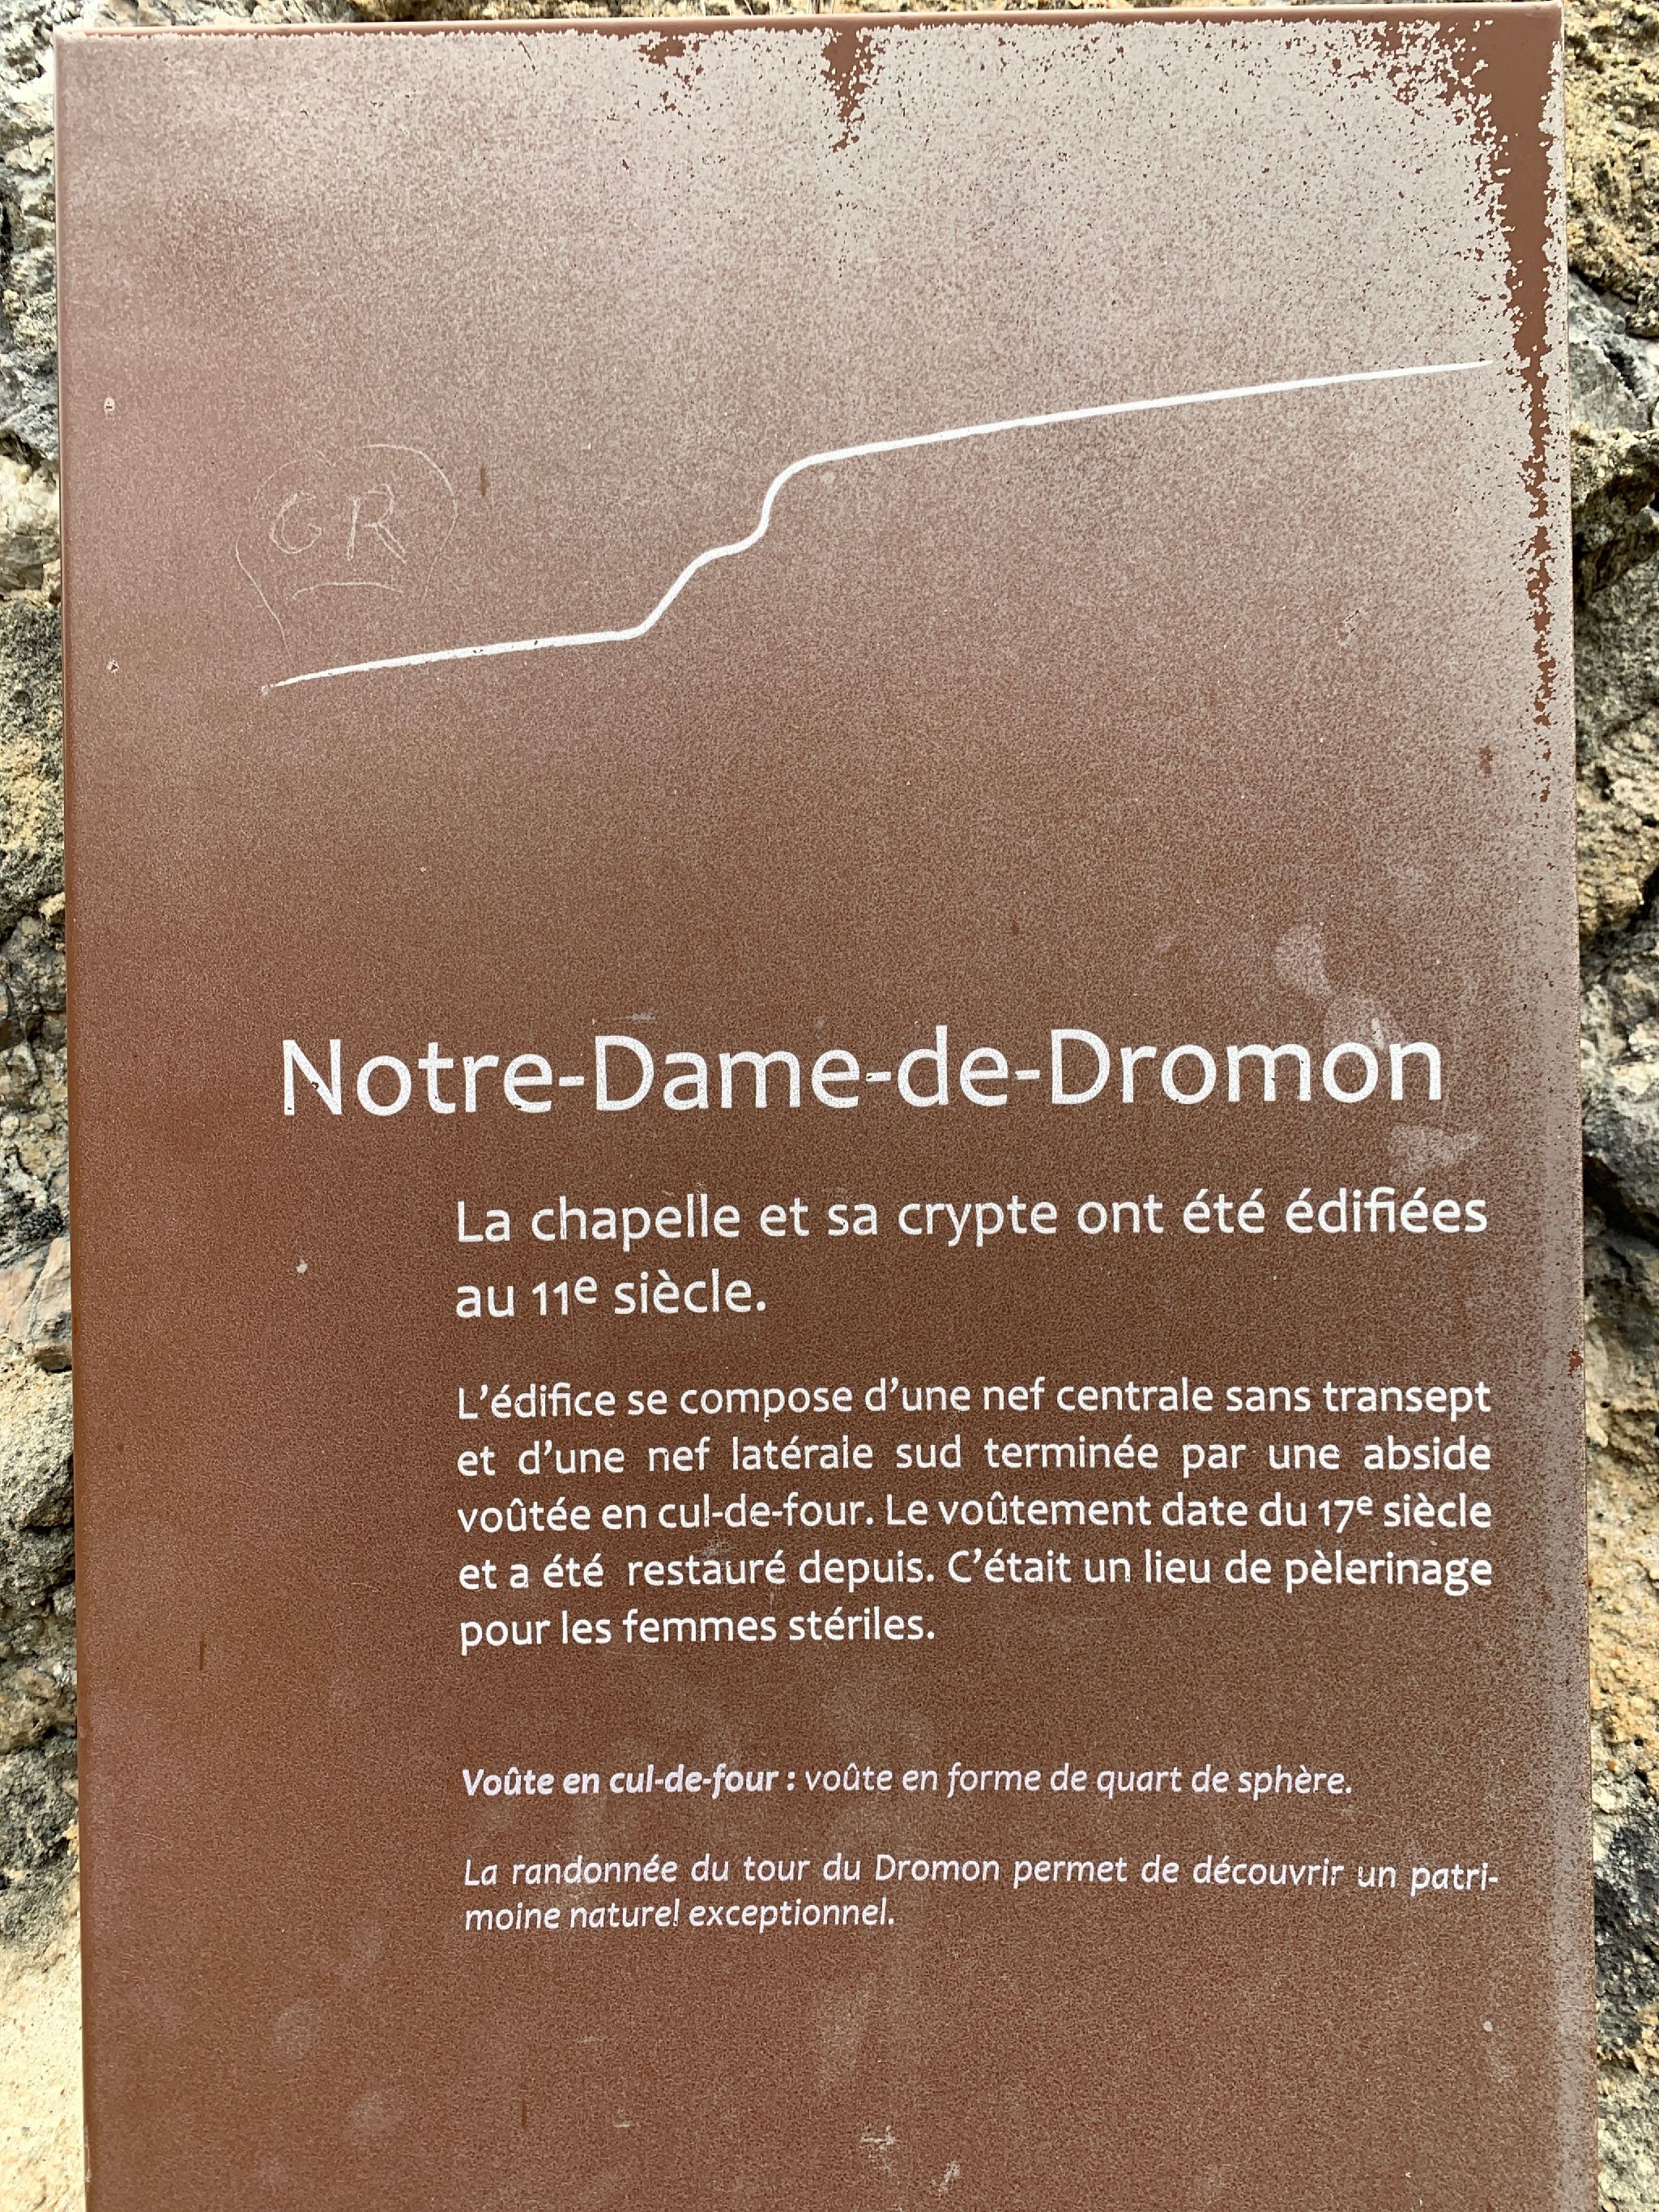 GR
Notre-Dame-de-Dromon
La chapelle et sa crypte ont été édifiées
au 11e siècle.
L'édifice se compose d'une nef centrale sans transept
et d'une nef latérale sud terminée par une abside
voûtée en cul-de-four. Le voûtement date du 17e siècle
et a été restauré depuis. C'était un lieu de pèlerinage
pour les femmes stériles.
Voûte en cul-de-four : voûte en forme de quart de sphère.
La randonnée du tour du Dromon permet de découvrir un patri-
moine naturel exceptionnel.